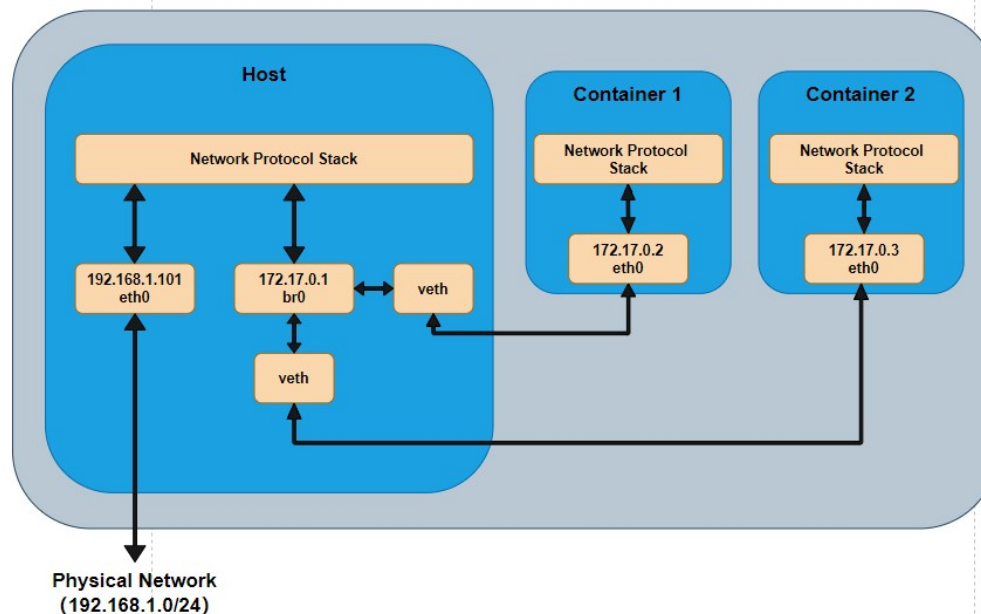 Host
Network Protocol Stack
192.168.1.101
eth0
172.17.0.1
br0
veth
veth
Container 1
Network Protocol
Stack
172.17.0.2
eth0
Container 2
Network Protocol
Stack
172.17.0.3
eth0
Physical Network
（192.168.1.0/24)